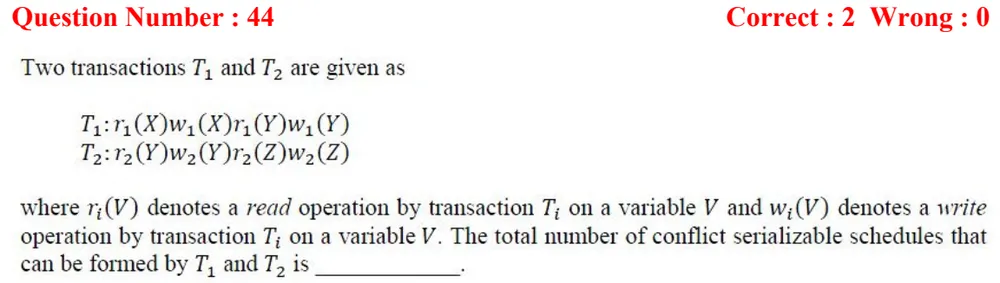 Question Number : 44 Correct : 2 Wrong : 0
Two transactions T₁ and T₂ are given as
T₁: r₁(X)w₁(X)r₁(Y)w₁(Y)
T₂: r₂(Y)w₂(Y)r₂(Z)w₂(Z)
where rᵢ(V) denotes a read operation by transaction Tᵢ on a variable V and wᵢ(V) denotes a write
operation by transaction Tᵢ on a variable V. The total number of conflict serializable schedules that
can be formed by T₁ and T₂ is ____________.